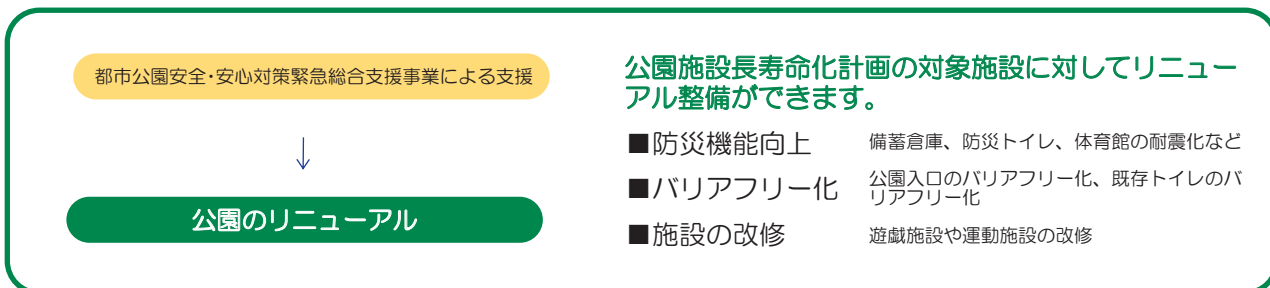 都市公園安全・安心対策緊急総合支援事業による支援
↓
公園のリニューアル
公園施設長寿命化計画の対象施設に対してリニュー
アル整備ができます。
■防災機能向上 備蓄倉庫、防災トイレ、体育館の耐震化など
■バリアフリー化 公園入口のバリアフリー化、既存トイレのバ
リアフリー化
■施設の改修 遊戯施設や運動施設の改修